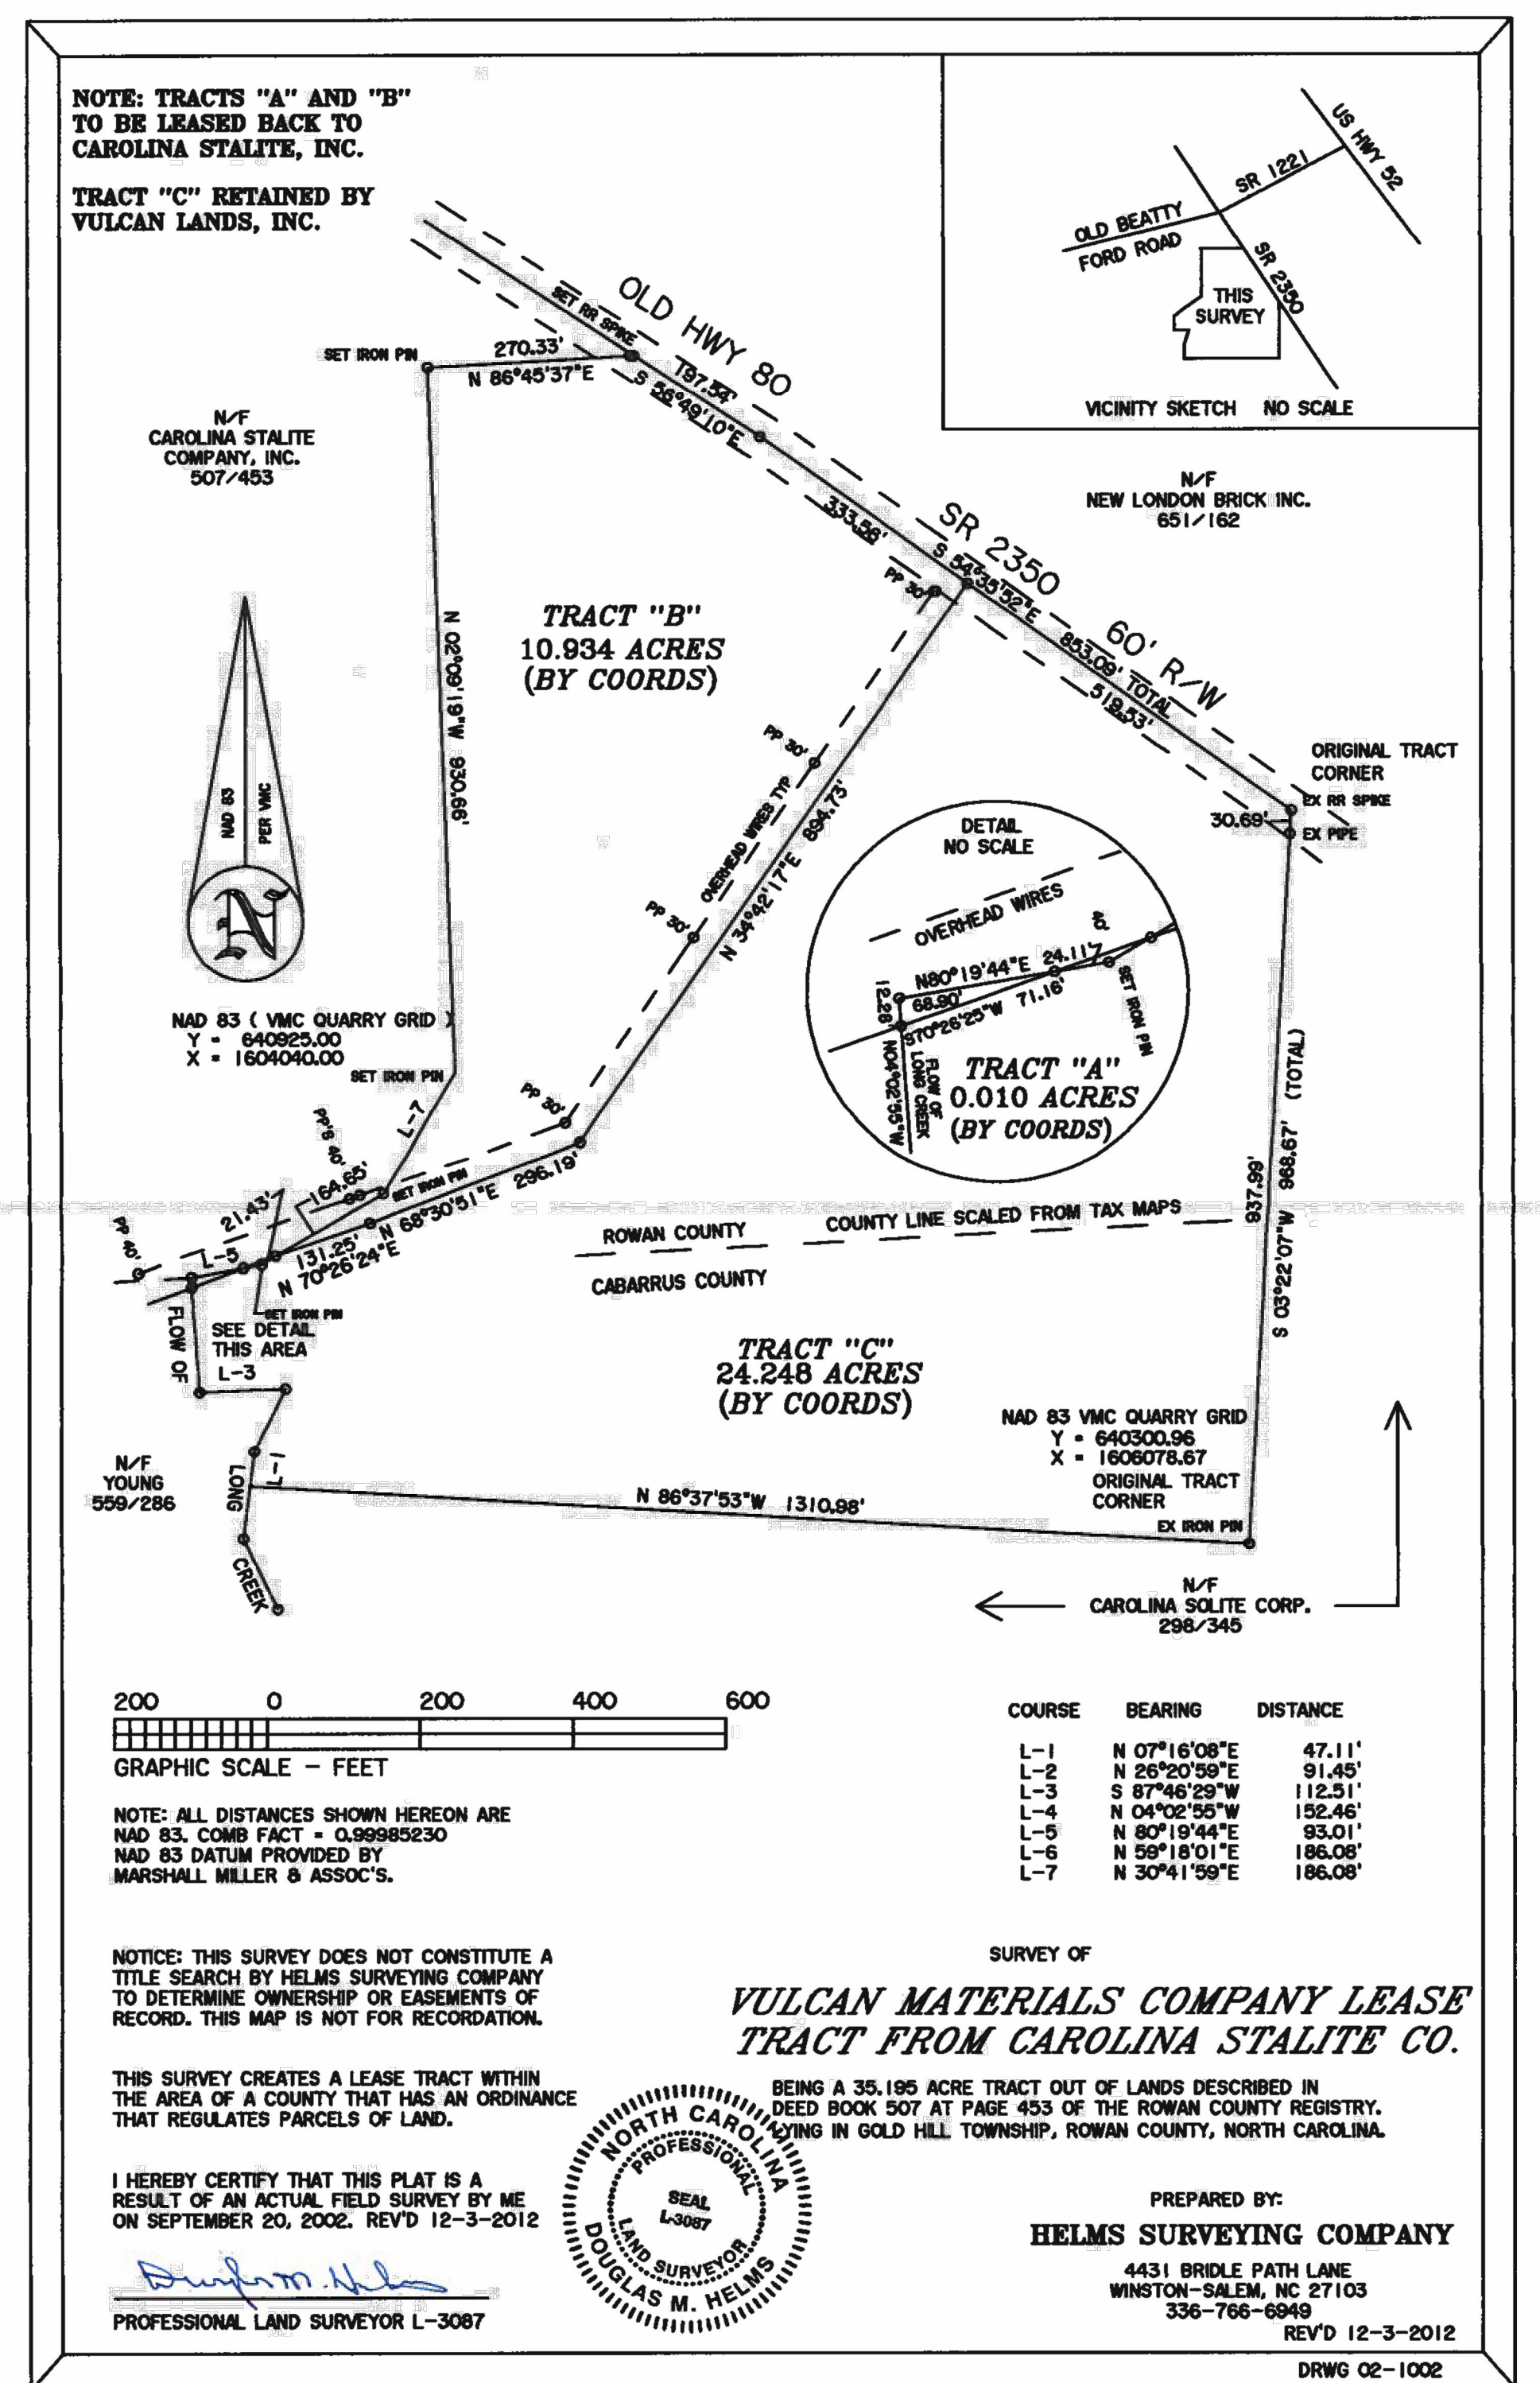 NOTE: TRACTS "A" AND "B"
TO BE LEASED BACK TO
CAROLINA STALITE, INC.
TRACT "C" RETAINED BY
VULCAN LANDS, INC.
US HWY 52
SR 1221
OLD BEATTY
FORD ROAD
SR 2350
THIS
SURVEY
VICINITY SKETCH NO SCALE
OLD HWY 80
SET RR SPIKE
SET IRON PIN
270.33'
N 86°45'37"E
197.54'
S 56°49'10"E
N/F
CAROLINA STALITE
COMPANY, INC.
507/453
N/F
NEW LONDON BRICK INC.
651/162
333.56'
SR 2350
S 54°35'52"E
PP 30'
60' R/W
853.09' TOTAL
519.53'
TRACT "B"
10.934 ACRES
(BY COORDS)
N 02°09'19"W 930.66'
ORIGINAL TRACT
CORNER
EX RR SPIKE
30.69'
EX PIPE
PP 30'
OVERHEAD WIRES TYP
N 34°42'17"E 894.73'
PP 30'
NAD 83
PER VMC
N
DETAIL
NO SCALE
OVERHEAD WIRES
40'
N80°19'44"E 24.11'
68.90'
S70°26'25"W 71.16'
12.28'
N04°02'55"W
FLOW OF
LONG CREEK
SET IRON PIN
TRACT "A"
0.010 ACRES
(BY COORDS)
NAD 83 ( VMC QUARRY GRID )
Y = 640925.00
X = 1604040.00
SET IRON PIN
L-7
PP 30'
PP'S 40'
164.65'
SET IRON PIN
N 68°30'51"E 296.19'
21.43'
PP 40'
L-5
131.25'
N 70°26'24"E
SET IRON PIN
FLOW OF
SEE DETAIL
THIS AREA
L-3
ROWAN COUNTY
COUNTY LINE SCALED FROM TAX MAPS
CABARRUS COUNTY
937.99'
S 03°22'07"W 968.67' (TOTAL)
TRACT "C"
24.248 ACRES
(BY COORDS)
NAD 83 VMC QUARRY GRID
Y = 640300.96
X = 1606078.67
ORIGINAL TRACT
CORNER
EX IRON PIN
N/F
YOUNG
559/286
L-1
LONG
CREEK
N 86°37'53"W 1310.98'
N/F
CAROLINA SOLITE CORP.
298/345
200 0 200 400 600
GRAPHIC SCALE - FEET
COURSE BEARING DISTANCE
L-1 N 07°16'08"E 47.11'
L-2 N 26°20'59"E 91.45'
L-3 S 87°46'29"W 112.51'
L-4 N 04°02'55"W 152.46'
L-5 N 80°19'44"E 93.01'
L-6 N 59°18'01"E 186.08'
L-7 N 30°41'59"E 186.08'
NOTE: ALL DISTANCES SHOWN HEREON ARE
NAD 83. COMB FACT = 0.99985230
NAD 83 DATUM PROVIDED BY
MARSHALL MILLER & ASSOC'S.
NOTICE: THIS SURVEY DOES NOT CONSTITUTE A
TITLE SEARCH BY HELMS SURVEYING COMPANY
TO DETERMINE OWNERSHIP OR EASEMENTS OF
RECORD. THIS MAP IS NOT FOR RECORDATION.
THIS SURVEY CREATES A LEASE TRACT WITHIN
THE AREA OF A COUNTY THAT HAS AN ORDINANCE
THAT REGULATES PARCELS OF LAND.
I HEREBY CERTIFY THAT THIS PLAT IS A
RESULT OF AN ACTUAL FIELD SURVEY BY ME
ON SEPTEMBER 20, 2002. REV'D 12-3-2012
PROFESSIONAL LAND SURVEYOR L-3087
NORTH CAROLINA
PROFESSIONAL
SEAL
L-3087
LAND SURVEYOR
DOUGLAS M. HELMS
SURVEY OF
VULCAN MATERIALS COMPANY LEASE
TRACT FROM CAROLINA STALITE CO.
BEING A 35.195 ACRE TRACT OUT OF LANDS DESCRIBED IN
DEED BOOK 507 AT PAGE 453 OF THE ROWAN COUNTY REGISTRY.
LYING IN GOLD HILL TOWNSHIP, ROWAN COUNTY, NORTH CAROLINA.
PREPARED BY:
HELMS SURVEYING COMPANY
4431 BRIDLE PATH LANE
WINSTON-SALEM, NC 27103
336-766-6949
REV'D 12-3-2012
DRWG 02-1002